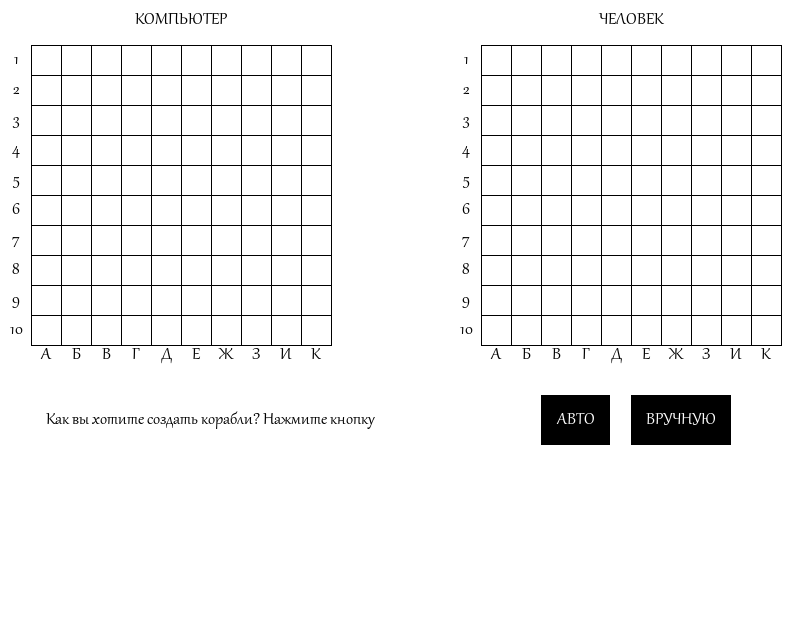 КОМПЬЮТЕР
ЧЕЛОВЕК
1
2
3
4
5
6
7
8
9
10
А Б В Г Д Е Ж З И К
1
2
3
4
5
6
7
8
9
10
А Б В Г Д Е Ж З И К
Как вы хотите создать корабли? Нажмите кнопку
АВТО
ВРУЧНУЮ